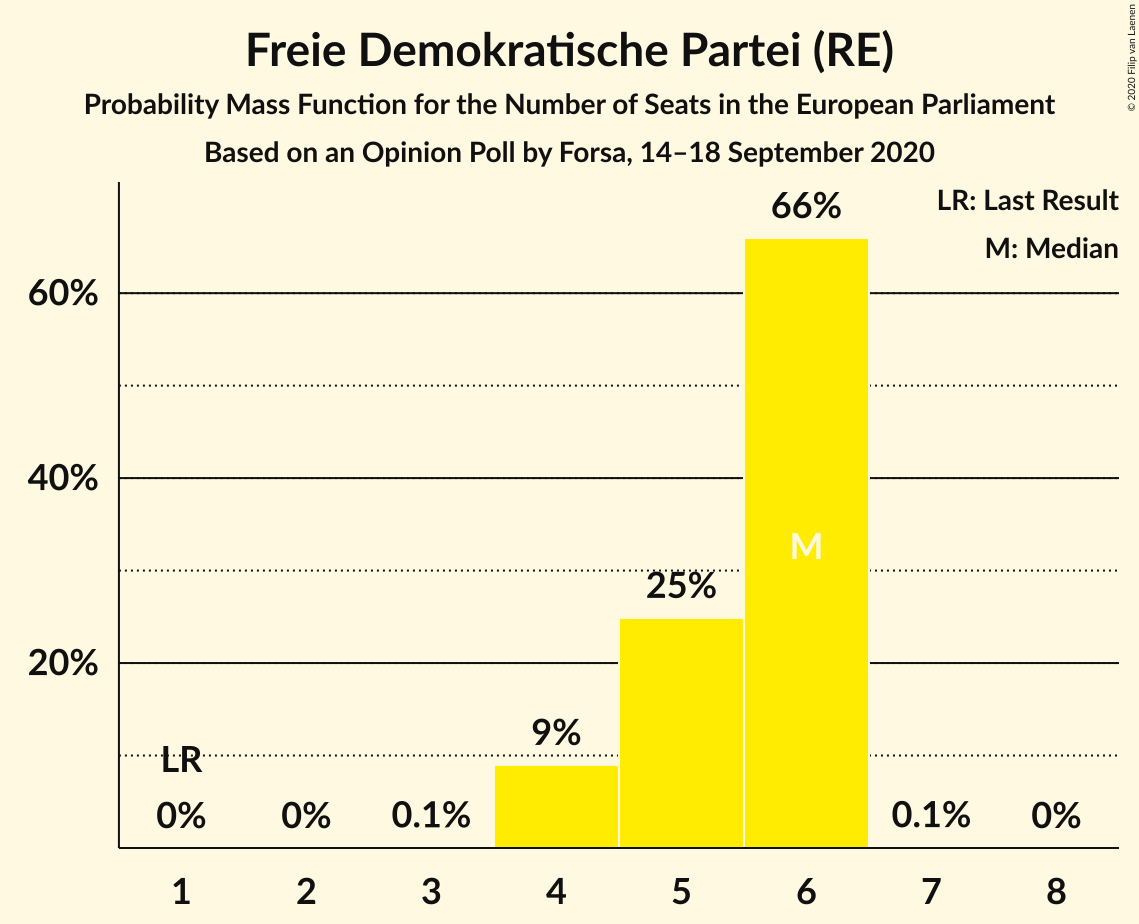 Freie Demokratische Partei (RE)
Probability Mass Function for the Number of Seats in the European Parliament
Based on an Opinion Poll by Forsa, 14–18 September 2020
© 2020 Filip van Laenen
LR: Last Result
M: Median
66%
60%
40%
M
25%
20%
9%
LR
0%
0%
0.1%
0.1%
0%
1 2 3 4 5 6 7 8